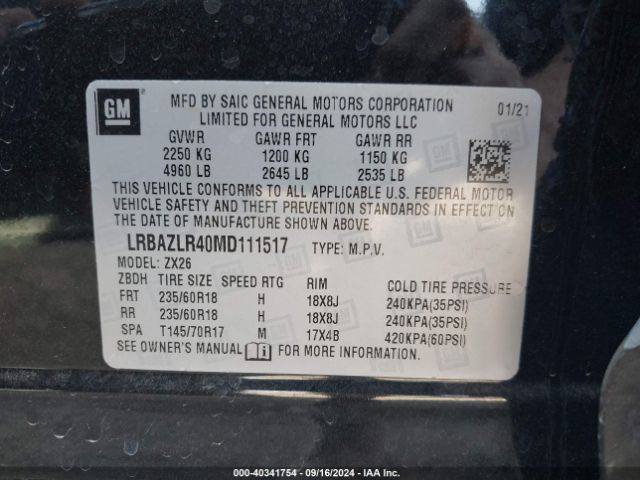 GM
MFD BY SAIC GENERAL MOTORS CORPORATION
LIMITED FOR GENERAL MOTORS LLC
01/21
GVWR GAWR FRT GAWR RR
2250 KG 1200 KG 1150 KG
4960 LB 2645 LB 2535 LB
THIS VEHICLE CONFORMS TO ALL APPLICABLE U.S. FEDERAL MOTOR
VEHICLE SAFETY AND THEFT PREVENTION STANDARDS IN EFFECT ON
THE DATE OF MANUFACTURE SHOWN ABOVE.
LRBAZLR40MD111517 TYPE: M.P.V.
MODEL: ZX26
ZBDH TIRE SIZE SPEED RTG RIM COLD TIRE PRESSURE
FRT 235/60R18 H 18X8J 240KPA(35PSI)
RR 235/60R18 H 18X8J 240KPA(35PSI)
SPA T145/70R17 M 17X4B 420KPA(60PSI)
SEE OWNER'S MANUAL FOR MORE INFORMATION.
000-40341754 - 09/16/2024 - IAA Inc.